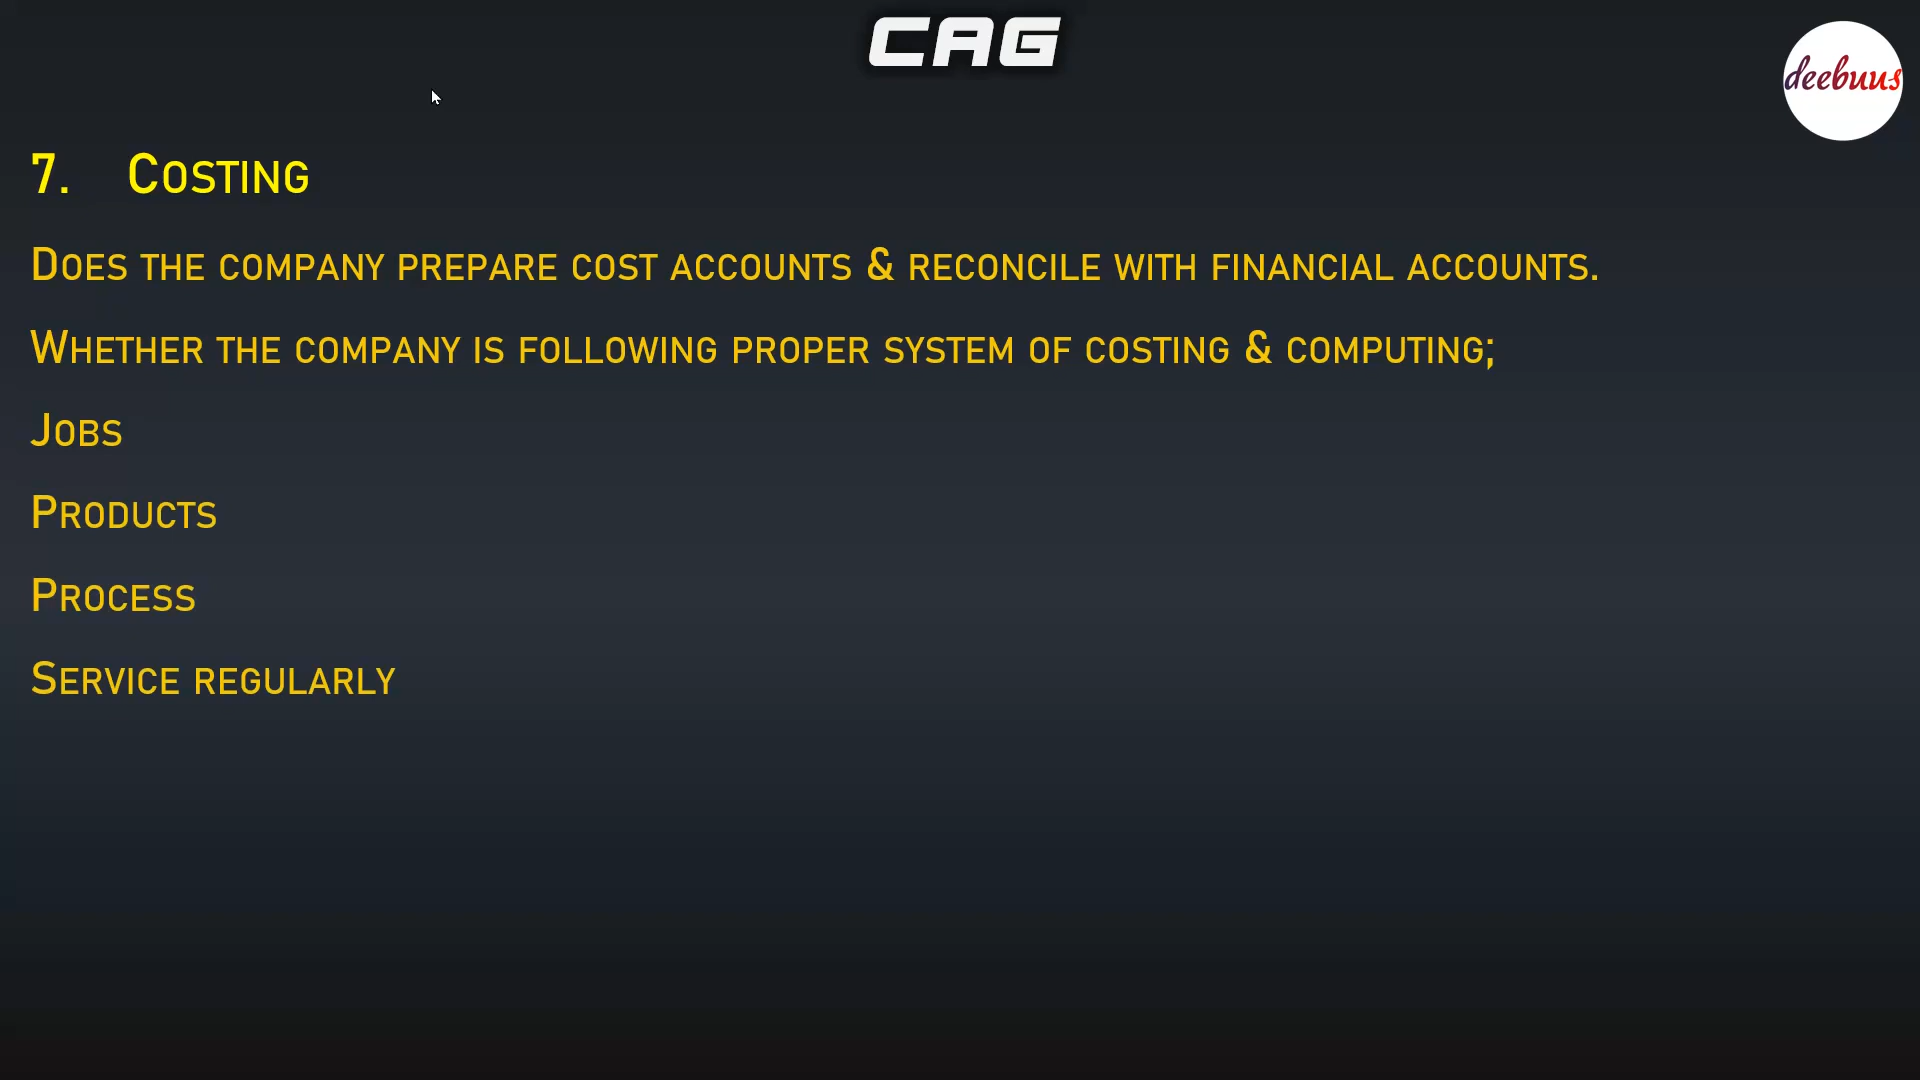 CAG
deebuus
7. Costing
Does the company prepare cost accounts & reconcile with financial accounts.
Whether the company is following proper system of costing & computing;
Jobs
Products
Process
Service regularly